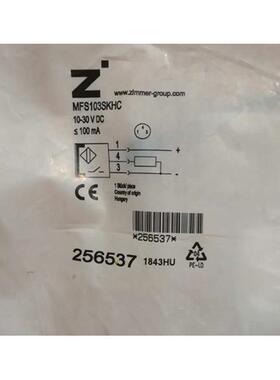 Z
www.zimmer-group.com
MFS103SKHC
10-30 V DC
≤ 100 mA
1 +
4
3 -
CE
1 Stück/ piece
Country of origin
Hungary
*256537*
256537 1843HU
PE-LD